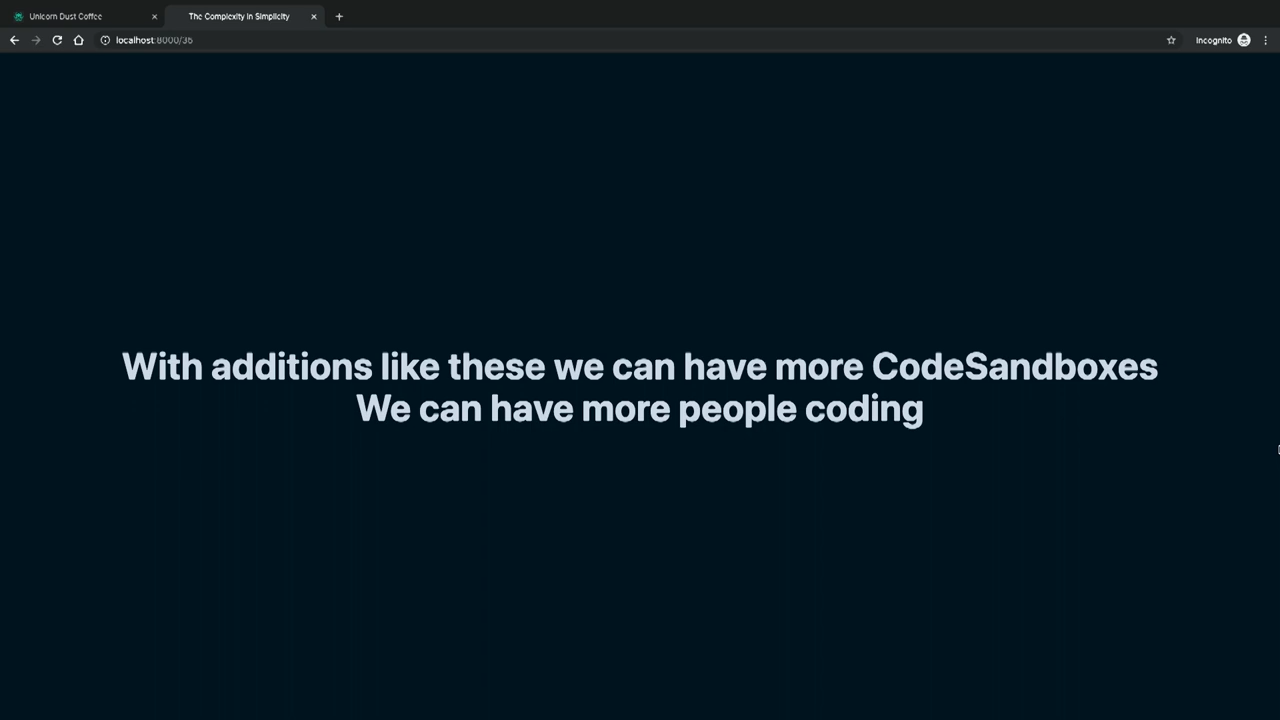 Unicorn Dust Coffee
The Complexity in Simplicity
localhost:8000/35
Incognito
With additions like these we can have more CodeSandboxes
We can have more people coding